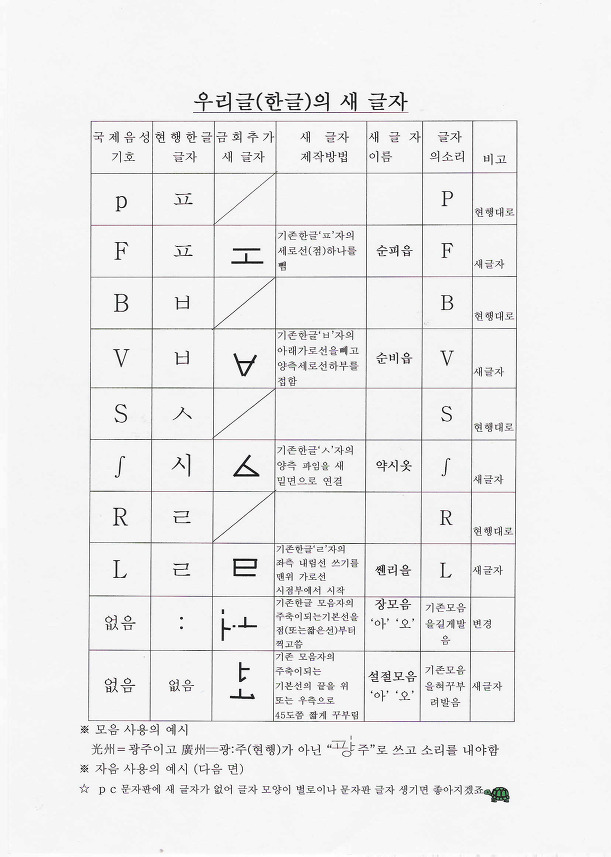 우리글(한글)의 새 글자
국제음성 현행한글 금회추가 새 글자 새 글자 글자
기호 글자 새 글자 제작방법 이름 의소리 비고
p ㅍ P 현행대로
기존한글‘ㅍ’자의
F ㅍ 세로선(점)하나를 순피읍 F 새글자
뺌
B ㅂ B 현행대로
기존한글‘ㅂ’자의
아래가로선을빼고
V ㅂ 양측세로선하부를 순비읍 V 새글자
접합
S ㅅ S 현행대로
기존한글‘ㅅ’자의
ʃ 시 양측 파임을 새 약시옷 ʃ 새글자
밑면으로 연결
R ㄹ R 현행대로
기존한글‘ㄹ’자의
좌측 내림선 쓰기를
L ㄹ 맨위 가로선 쎈리을 L 새글자
시점부에서 시작
기존한글 모음자의 장모음 기존모음
없음 : 주축이되는기본선을 ‘아’ ‘오’ 을길게발 변경
점(또는짧은선)부터 음
찍고씀
기존 모음자의
주축이되는 설절모음 기존모음
없음 없음 기본선의 끝을 위 ‘아’ ‘오’ 을혀꾸부 새글자
또는 우측으로 려발음
45도쯤 짧게 꾸부림
※ 모음 사용의 예시
光州=광주이고 廣州=광:주(현행)가 아닌 “주”로 쓰고 소리를 내야함
※ 자음 사용의 예시 (다음 면)
☆ pc 문자판에 새 글자가 없어 글자 모양이 별로이나 문자판 글자 생기면 좋아지겠죠